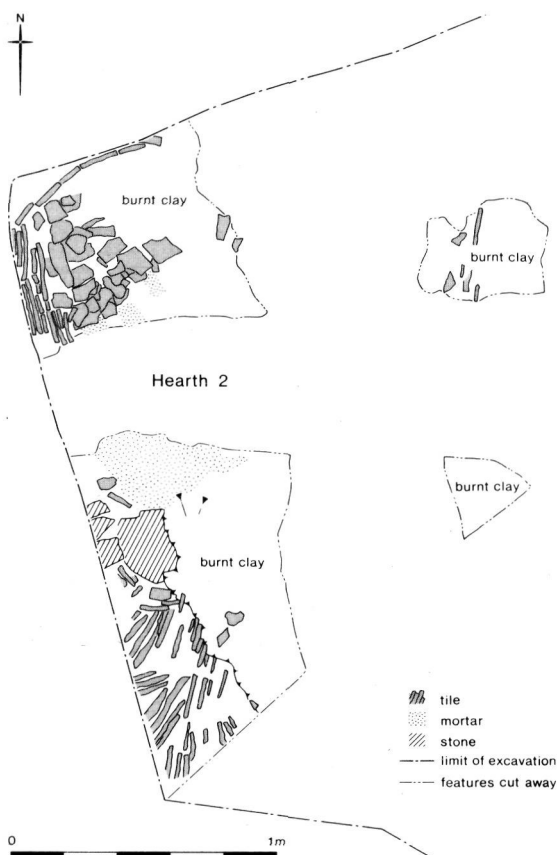 N
burnt clay
burnt clay
Hearth 2
burnt clay
burnt clay
tile
mortar
stone
limit of excavation
features cut away
0 1m